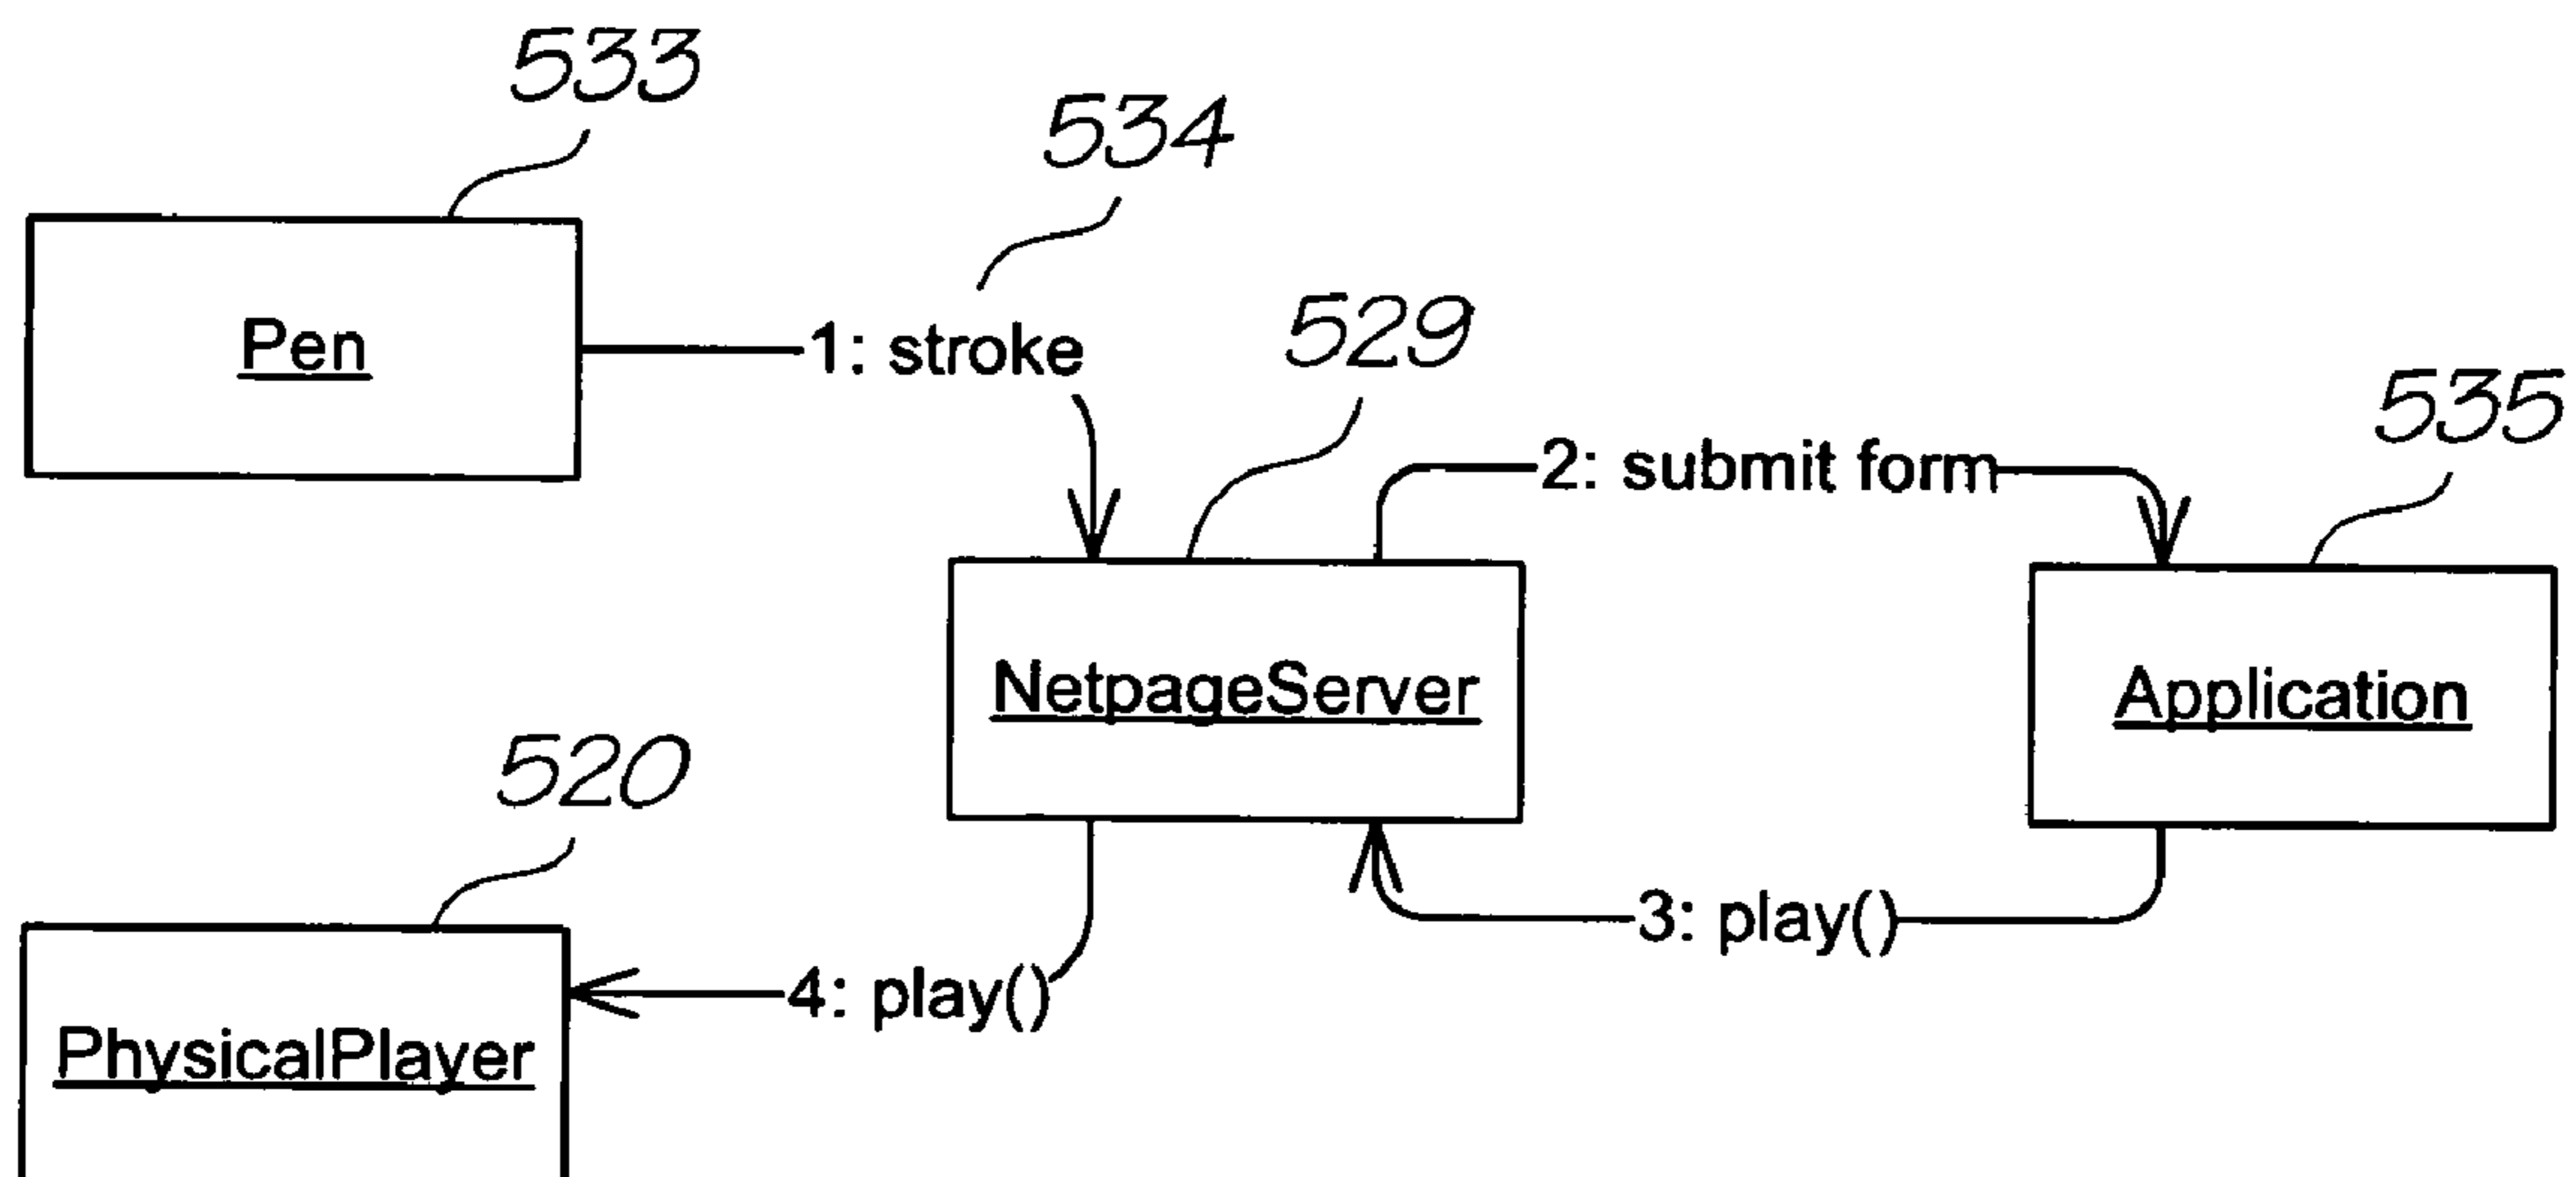 533
534
Pen
1: stroke
529
2: submit form
535
NetpageServer
Application
520
3: play()
4: play()
PhysicalPlayer